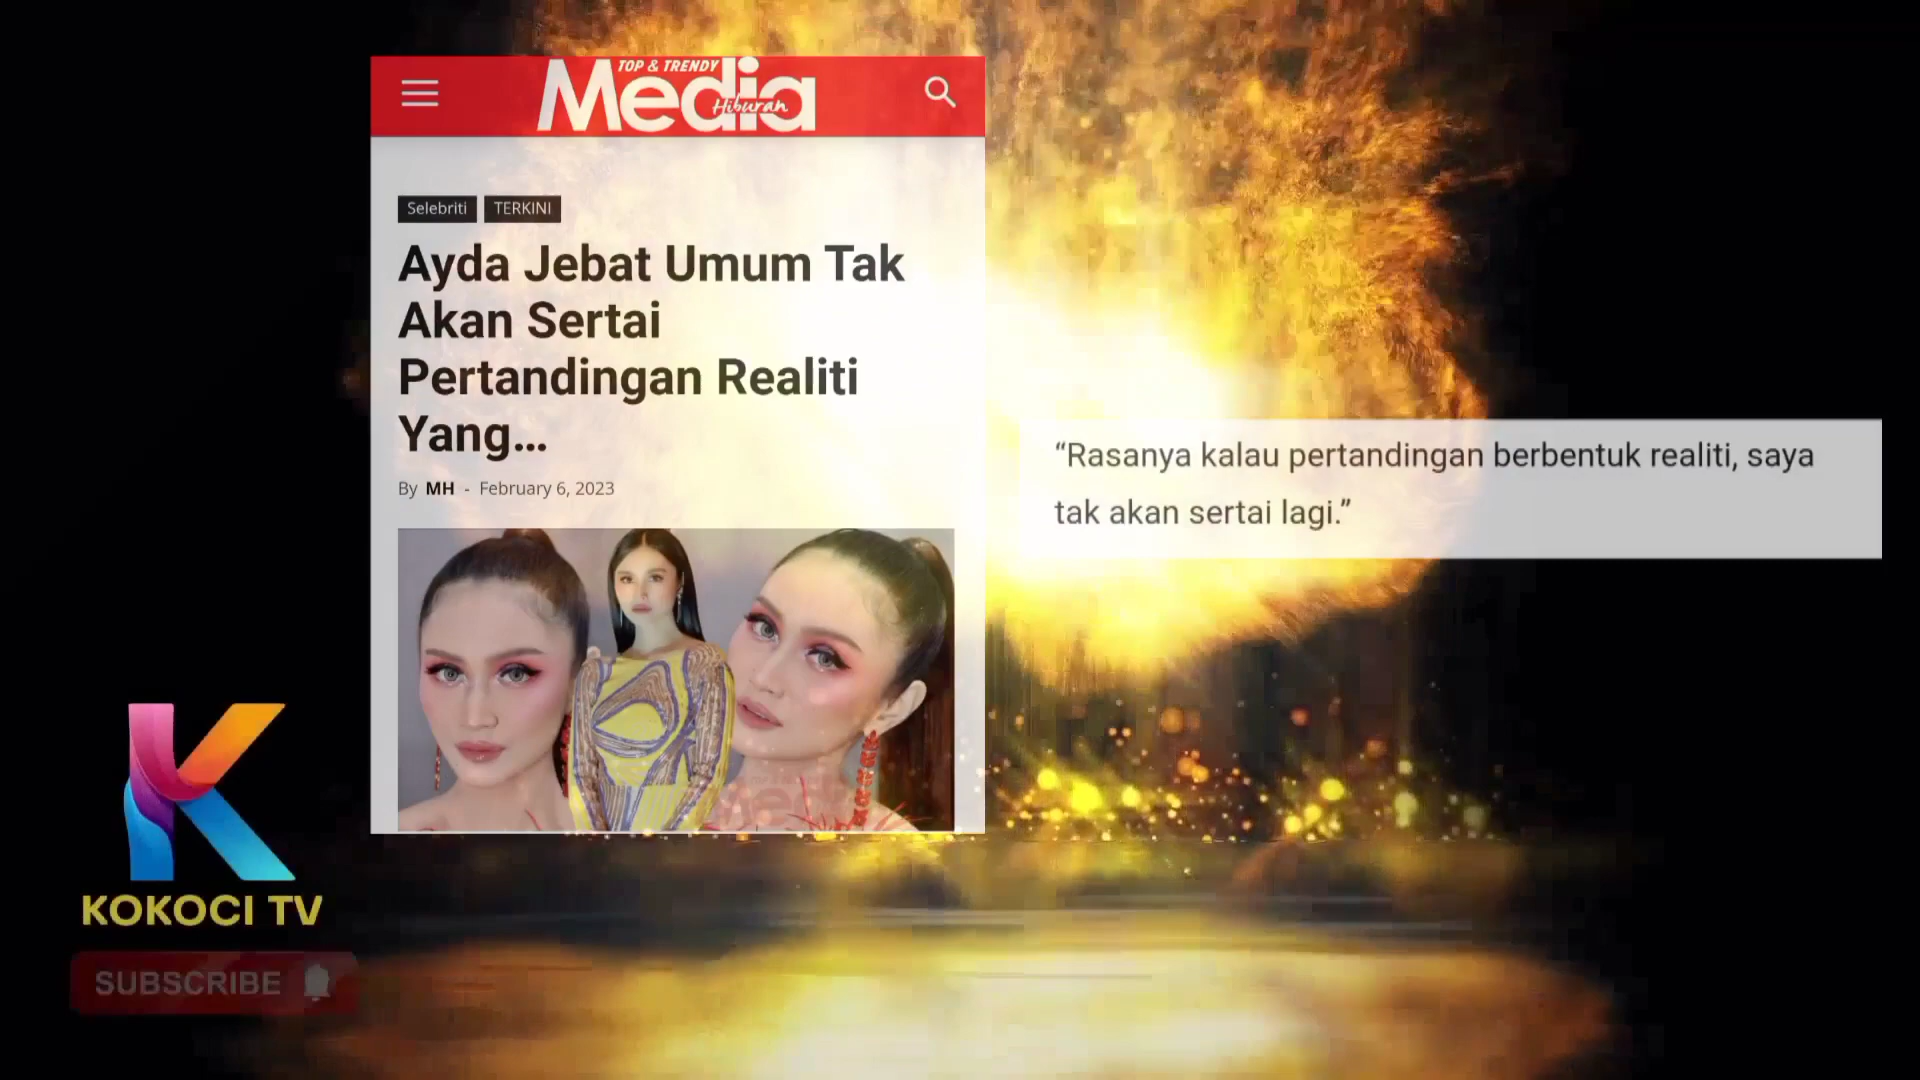 TOP & TRENDY
Media
Hiburan
Selebriti TERKINI
Ayda Jebat Umum Tak
Akan Sertai
Pertandingan Realiti
Yang...
By MH - February 6, 2023
“Rasanya kalau pertandingan berbentuk realiti, saya
tak akan sertai lagi.”
KOKOCI TV
SUBSCRIBE